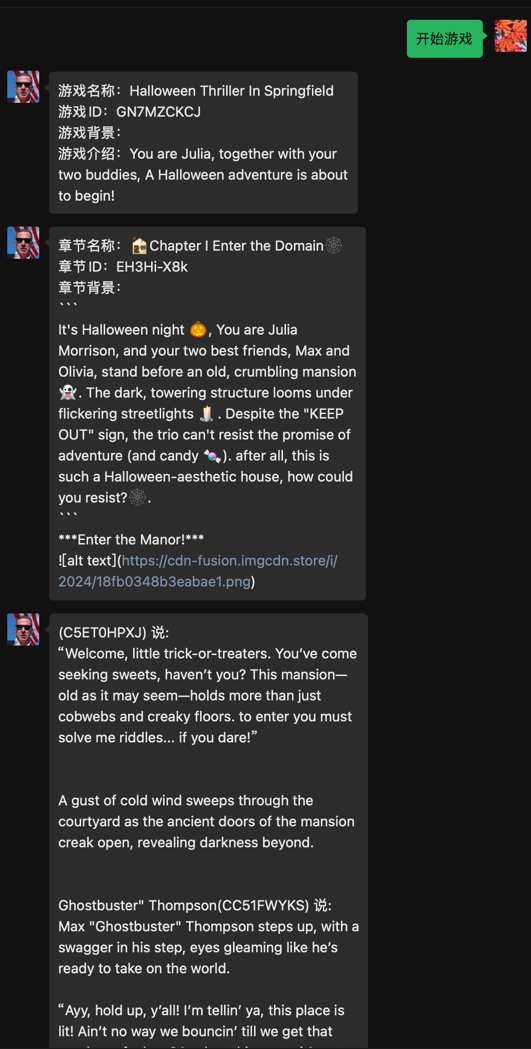 开始游戏
游戏名称：Halloween Thriller In Springfield
游戏ID：GN7MZCKCJ
游戏背景：
游戏介绍：You are Julia, together with your
two buddies, A Halloween adventure is about
to begin!
章节名称：🏚Chapter I Enter the Domain🕸
章节ID：EH3Hi-X8k
章节背景：
```
It's Halloween night 🎃, You are Julia
Morrison, and your two best friends, Max and
Olivia, stand before an old, crumbling mansion
👻. The dark, towering structure looms under
flickering streetlights 🕯. Despite the "KEEP
OUT" sign, the trio can't resist the promise of
adventure (and candy 🍬). after all, this is
such a Halloween-aesthetic house, how could
you resist?🕸.
```
***Enter the Manor!***
![alt text](https://cdn-fusion.imgcdn.store/i/
2024/18fb0348b3eabae1.png)
(C5ET0HPXJ) 说:
“Welcome, little trick-or-treaters. You’ve come
seeking sweets, haven’t you? This mansion—
old as it may seem—holds more than just
cobwebs and creaky floors. to enter you must
solve me riddles... if you dare!”
A gust of cold wind sweeps through the
courtyard as the ancient doors of the mansion
creak open, revealing darkness beyond.
Ghostbuster" Thompson(CC51FWYKS) 说:
Max "Ghostbuster" Thompson steps up, with a
swagger in his step, eyes gleaming like he’s
ready to take on the world.
“Ayy, hold up, y’all! I’m tellin’ ya, this place is
lit! Ain’t no way we bouncin’ till we get that